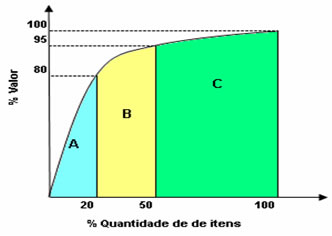 100
95
80
% Valor
A
B
C
20
50
100
% Quantidade de de itens